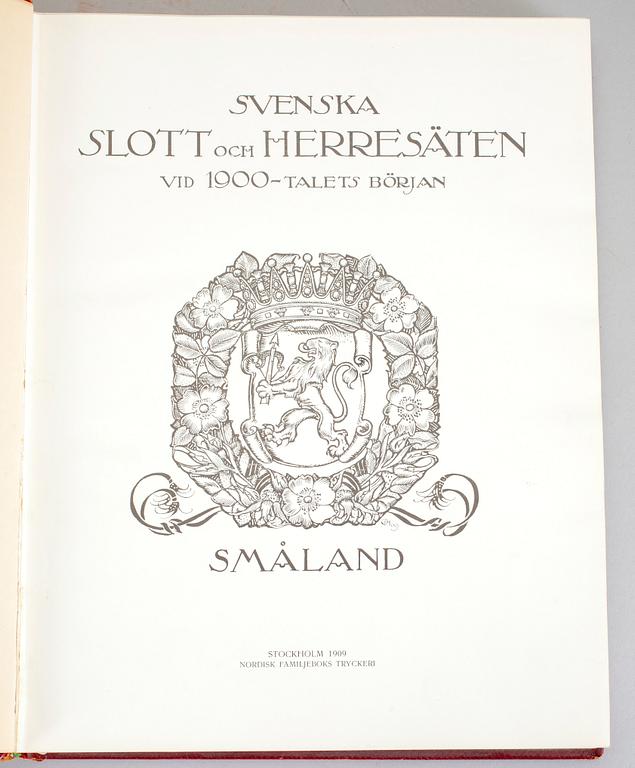 SVENSKA
SLOTT OCH HERRESÄTEN
VID 1900-TALETS BÖRJAN
SMÅLAND
STOCKHOLM 1909
NORDISK FAMILJEBOKS TRYCKERI